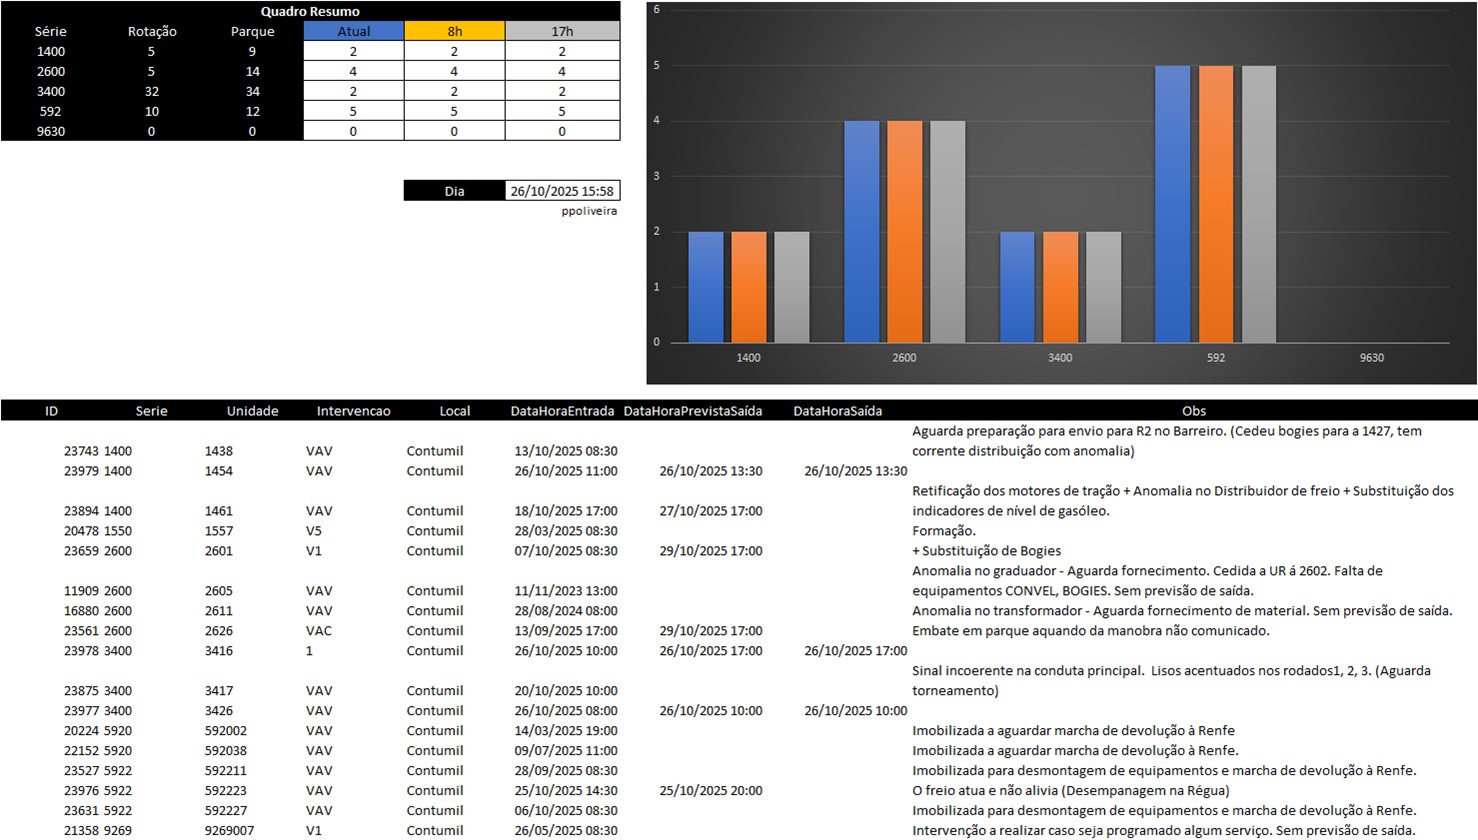 Quadro Resumo
Série Rotação Parque Atual 8h 17h
1400 5 9 2 2 2
2600 5 14 4 4 4
3400 32 34 2 2 2
592 10 12 5 5 5
9630 0 0 0 0 0
Dia 26/10/2025 15:58
ppoliveira
6
5
4
3
2
1
0
1400 2600 3400 592 9630
ID Serie Unidade Intervencao Local DataHoraEntrada DataHoraPrevistaSaída DataHoraSaída Obs
Aguarda preparação para envio para R2 no Barreiro. (Cedeu bogies para a 1427, tem
23743 1400 1438 VAV Contumil 13/10/2025 08:30 corrente distribuição com anomalia)
23979 1400 1454 VAV Contumil 26/10/2025 11:00 26/10/2025 13:30 26/10/2025 13:30
Retificação dos motores de tração + Anomalia no Distribuidor de freio + Substituição dos
23894 1400 1461 VAV Contumil 18/10/2025 17:00 27/10/2025 17:00 indicadores de nível de gasóleo.
20478 1550 1557 V5 Contumil 28/03/2025 08:30 Formação.
23659 2600 2601 V1 Contumil 07/10/2025 08:30 29/10/2025 17:00 + Substituição de Bogies
Anomalia no graduador - Aguarda fornecimento. Cedida a UR á 2602. Falta de
11909 2600 2605 VAV Contumil 11/11/2023 13:00 equipamentos CONVEL, BOGIES. Sem previsão de saída.
16880 2600 2611 VAV Contumil 28/08/2024 08:00 Anomalia no transformador - Aguarda fornecimento de material. Sem previsão de saída.
23561 2600 2626 VAC Contumil 13/09/2025 17:00 29/10/2025 17:00 Embate em parque aquando da manobra não comunicado.
23978 3400 3416 1 Contumil 26/10/2025 10:00 26/10/2025 17:00 26/10/2025 17:00
Sinal incoerente na conduta principal.  Lisos acentuados nos rodados1, 2, 3. (Aguarda
23875 3400 3417 VAV Contumil 20/10/2025 10:00 torneamento)
23977 3400 3426 VAV Contumil 26/10/2025 08:00 26/10/2025 10:00 26/10/2025 10:00
20224 5920 592002 VAV Contumil 14/03/2025 19:00 Imobilizada a aguardar marcha de devolução à Renfe
22152 5920 592038 VAV Contumil 09/07/2025 11:00 Imobilizada a aguardar marcha de devolução à Renfe.
23527 5922 592211 VAV Contumil 28/09/2025 08:30 Imobilizada para desmontagem de equipamentos e marcha de devolução à Renfe.
23976 5922 592223 VAV Contumil 25/10/2025 14:30 25/10/2025 20:00 O freio atua e não alivia (Desempanagem na Régua)
23631 5922 592227 VAV Contumil 06/10/2025 08:30 Imobilizada para desmontagem de equipamentos e marcha de devolução à Renfe.
21358 9269 9269007 V1 Contumil 26/05/2025 08:30 Intervenção a realizar caso seja programado algum serviço. Sem previsão de saída.